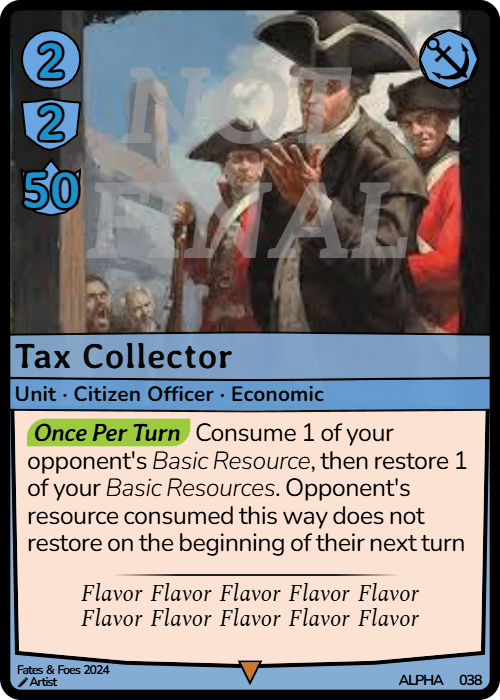 2
2
50
NOT
FINAL
Tax Collector
Unit · Citizen Officer · Economic
Once Per Turn Consume 1 of your
opponent's Basic Resource, then restore 1
of your Basic Resources. Opponent's
resource consumed this way does not
restore on the beginning of their next turn
Flavor Flavor Flavor Flavor Flavor
Flavor Flavor Flavor Flavor Flavor
Fates & Foes 2024
Artist
ALPHA 038